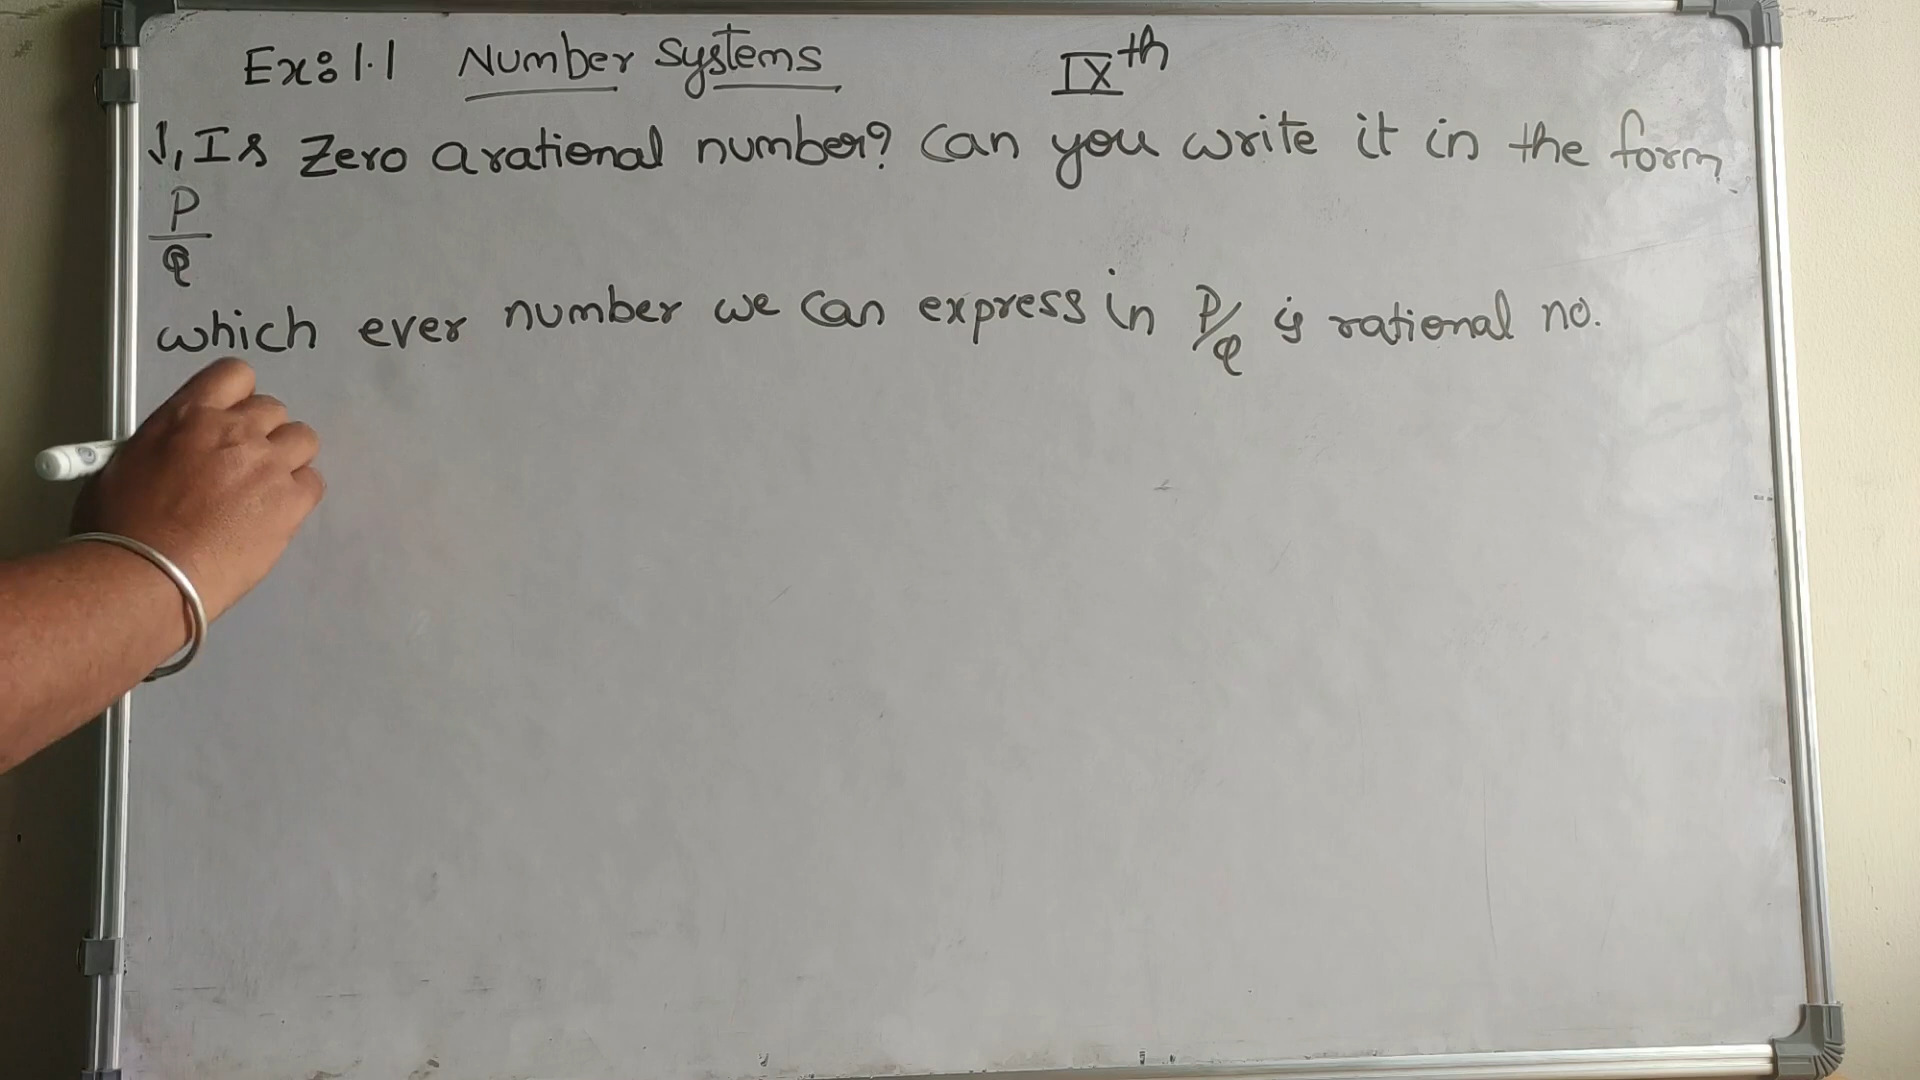 Ex: 1.1 Number Systems IXth
1, Is Zero a rational number? Can you write it in the form
P/Q
which ever number we can express in P/Q is rational no.